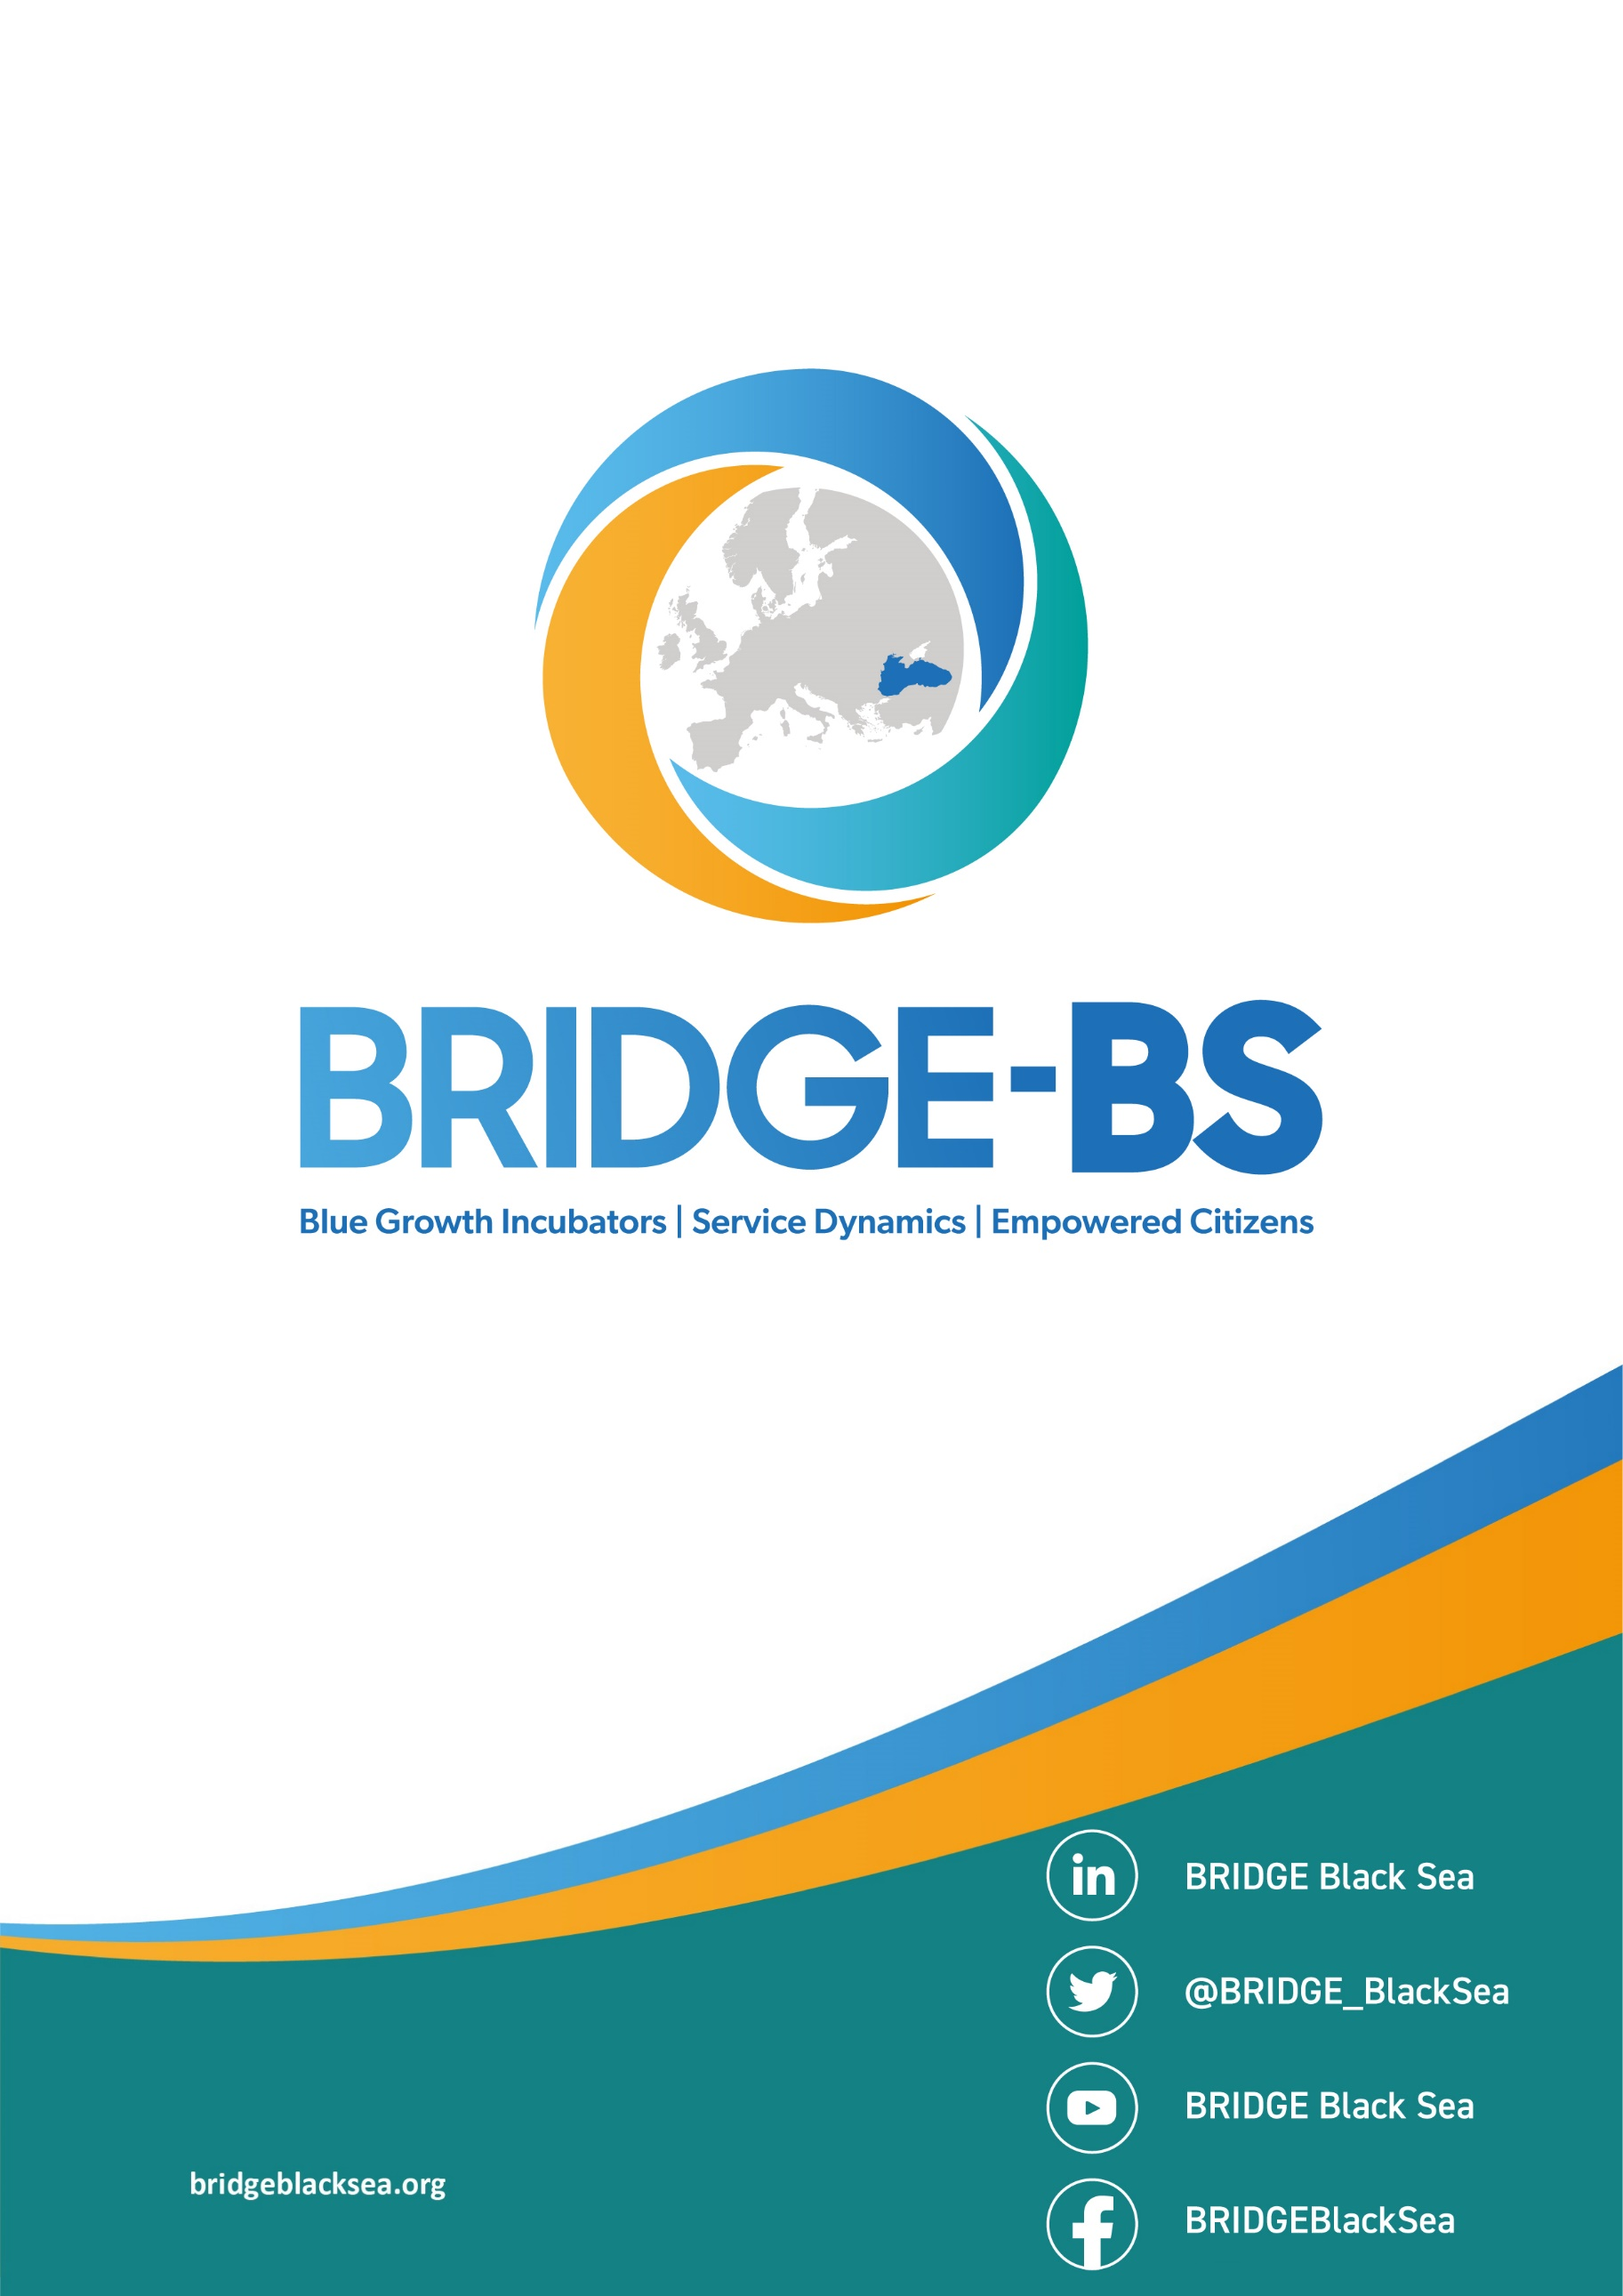 BRIDGE-BS
Blue Growth Incubators | Service Dynamics | Empowered Citizens
in BRIDGE Black Sea
@BRIDGE_BlackSea
BRIDGE Black Sea
bridgeblacksea.org
f BRIDGEBlackSea